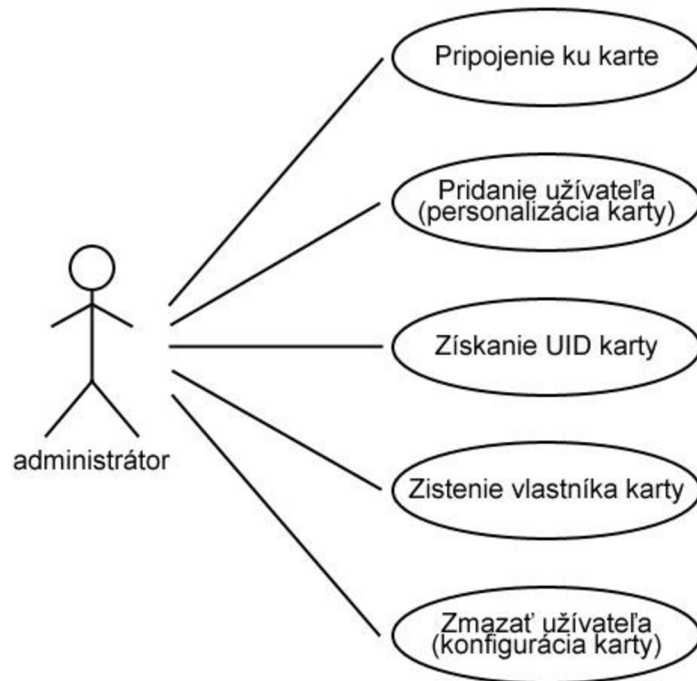 Pripojenie ku karte
Pridanie užívateľa
(personalizácia karty)
Získanie UID karty
administrátor
Zistenie vlastníka karty
Zmazať užívateľa
(konfigurácia karty)